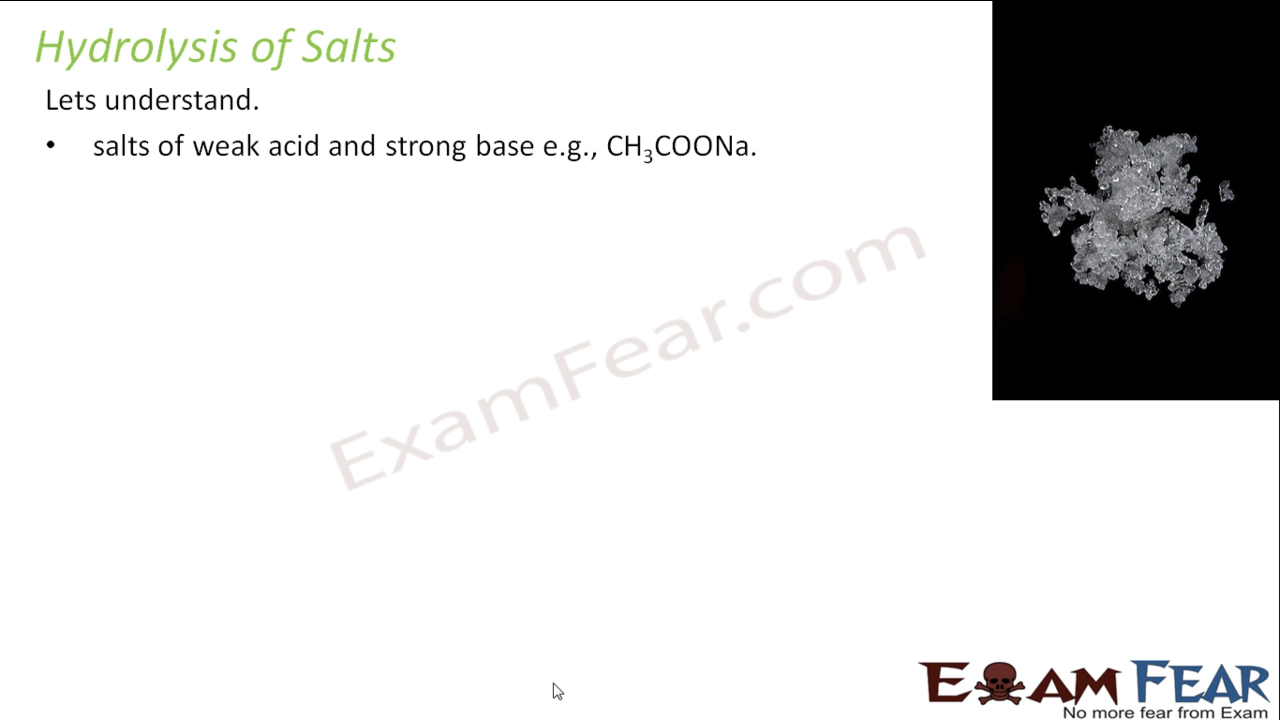 Hydrolysis of Salts
Lets understand.
• salts of weak acid and strong base e.g., CH₃COONa.
ExamFear.com
EXAM FEAR
No more fear from Exam